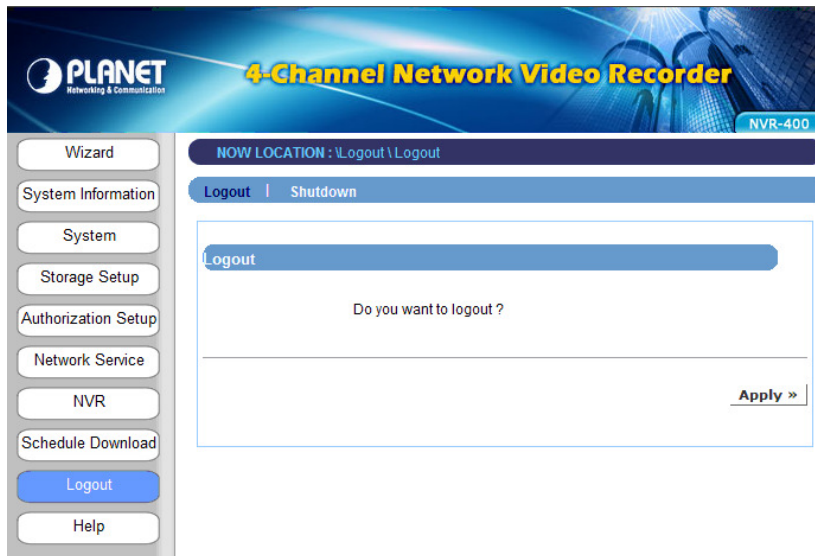 PLANET
Networking & Communication
4-Channel Network Video Recorder
NVR-400
Wizard
System Information
System
Storage Setup
Authorization Setup
Network Service
NVR
Schedule Download
Logout
Help
NOW LOCATION : \Logout \ Logout
Logout | Shutdown
Logout
Do you want to logout ?
Apply »